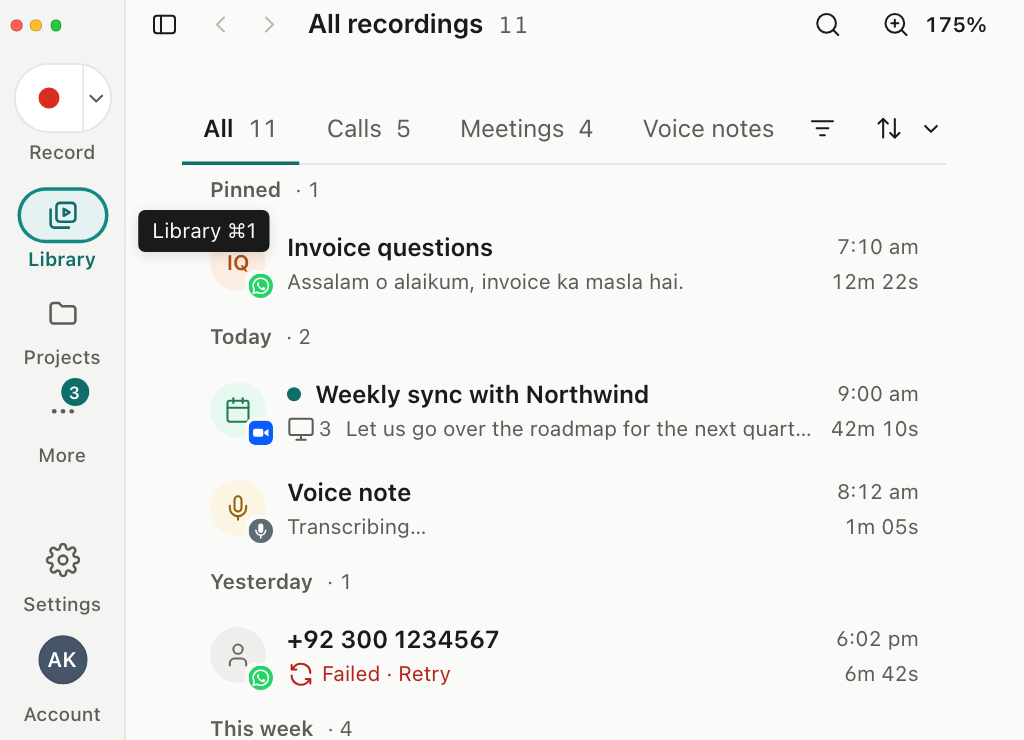 All recordings 11
175%
Record
All 11
Calls 5
Meetings 4
Voice notes
Pinned · 1
Library
Library ⌘1
IQ
Invoice questions
7:10 am
Assalam o alaikum, invoice ka masla hai.
12m 22s
Projects
Today · 2
3
More
Weekly sync with Northwind
9:00 am
3 Let us go over the roadmap for the next quart...
42m 10s
Voice note
8:12 am
Transcribing...
1m 05s
Yesterday · 1
Settings
+92 300 1234567
6:02 pm
Failed · Retry
6m 42s
AK
Account
This week · 4